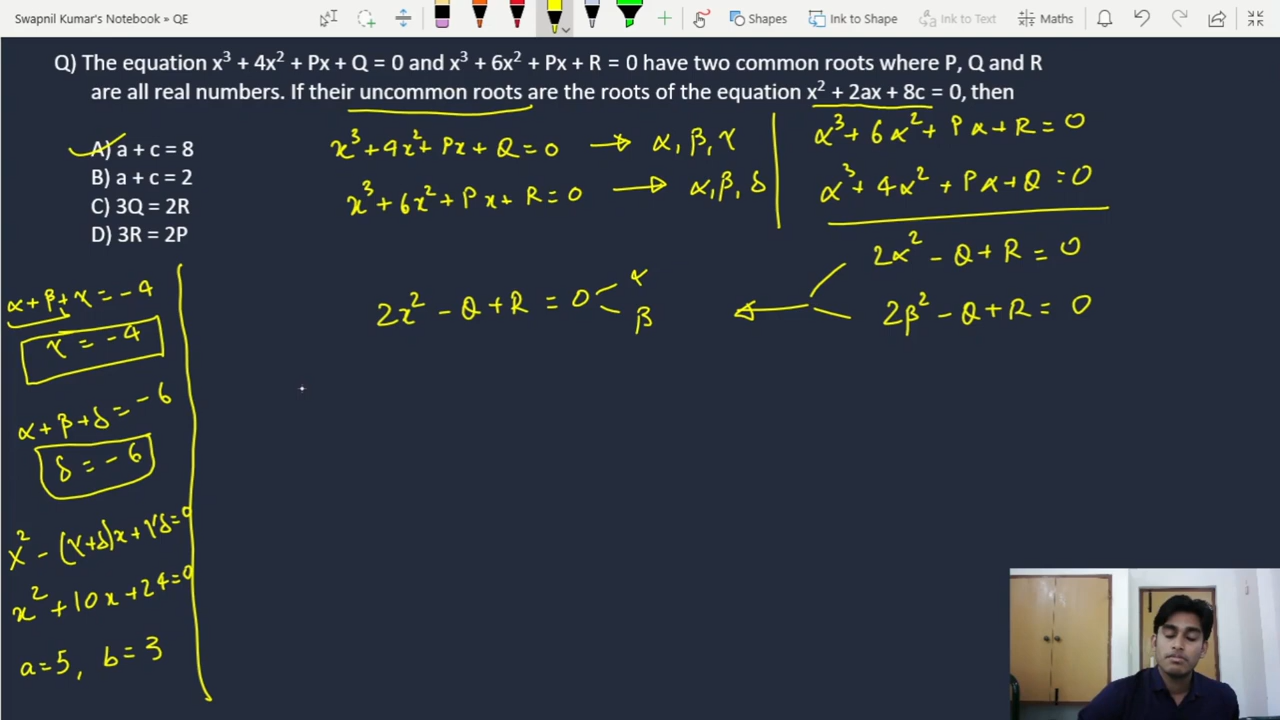 Swapnil Kumar's Notebook » QE
Shapes
Ink to Shape
Ink to Text
Maths
Q) The equation x³ + 4x² + Px + Q = 0 and x³ + 6x² + Px + R = 0 have two common roots where P, Q and R
are all real numbers. If their uncommon roots are the roots of the equation x² + 2ax + 8c = 0, then
A) a + c = 8
B) a + c = 2
C) 3Q = 2R
D) 3R = 2P
x³ + 4x² + Px + Q = 0 → α, β, γ
x³ + 6x² + Px + R = 0 → α, β, δ
α³ + 6α² + Pα + R = 0
α³ + 4α² + Pα + Q = 0
2α² - Q + R = 0
2β² - Q + R = 0
2x² - Q + R = 0 < α β
α + β + γ = -4
γ = -4
α + β + δ = -6
δ = -6
x² - (γ+δ)x + γδ = 0
x² + 10x + 24 = 0
a = 5, b = 3